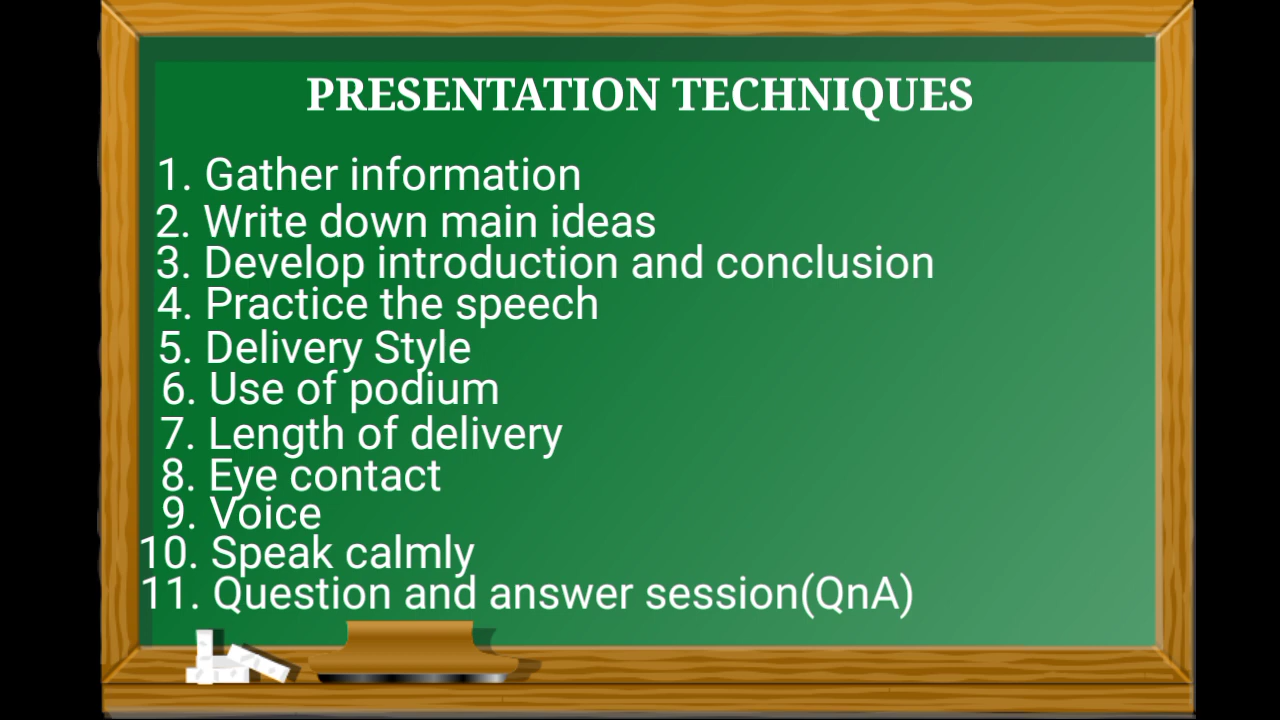 PRESENTATION TECHNIQUES
1. Gather information
2. Write down main ideas
3. Develop introduction and conclusion
4. Practice the speech
5. Delivery Style
6. Use of podium
7. Length of delivery
8. Eye contact
9. Voice
10. Speak calmly
11. Question and answer session(QnA)